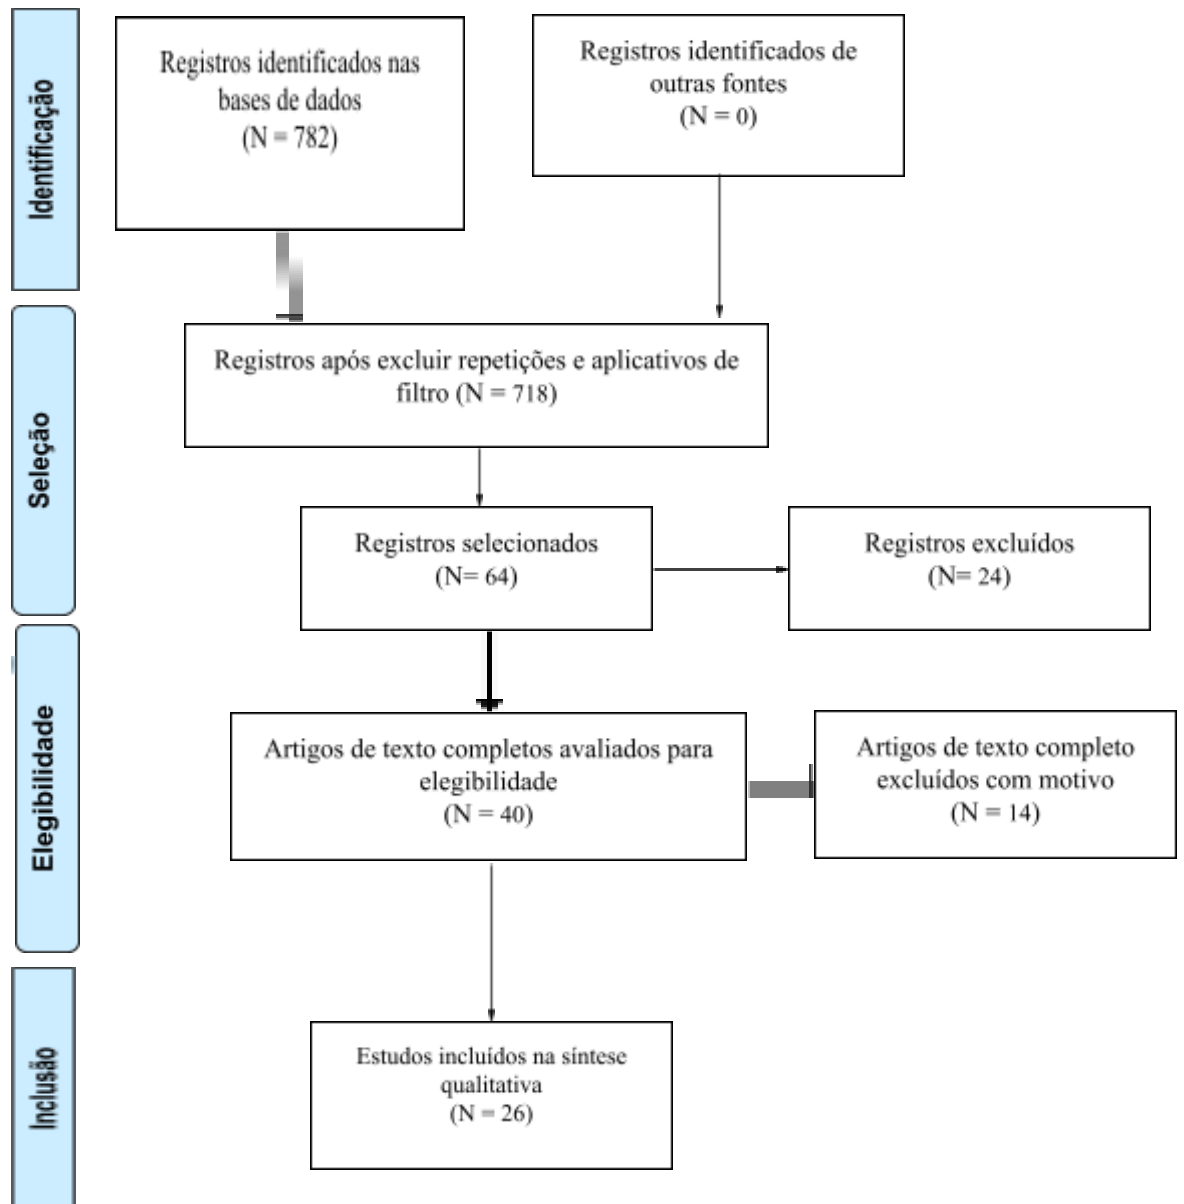 Identificação
Registros identificados nas
bases de dados
(N = 782)
Registros identificados de
outras fontes
(N = 0)
Seleção
Registros após excluir repetições e aplicativos de
filtro (N = 718)
Registros selecionados
(N= 64)
Registros excluídos
(N= 24)
Elegibilidade
Artigos de texto completos avaliados para
elegibilidade
(N = 40)
Artigos de texto completo
excluídos com motivo
(N = 14)
Inclusão
Estudos incluídos na síntese
qualitativa
(N = 26)